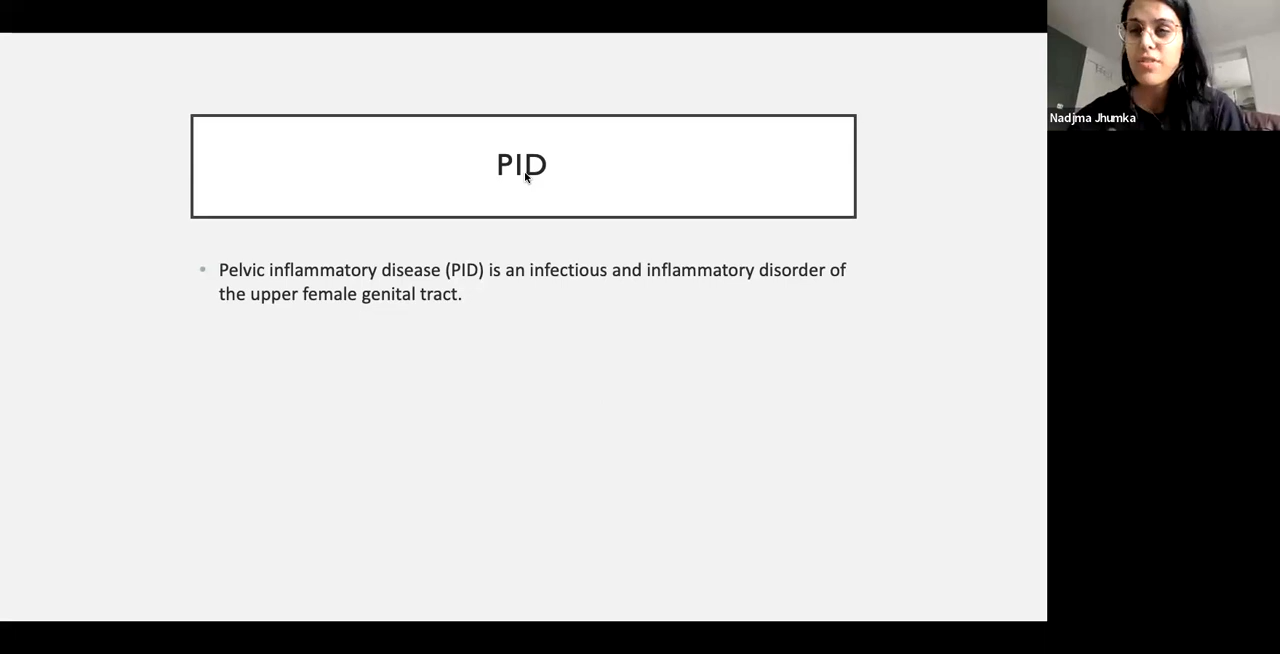 PID
Pelvic inflammatory disease (PID) is an infectious and inflammatory disorder of
the upper female genital tract.
Nadjma Jhumka